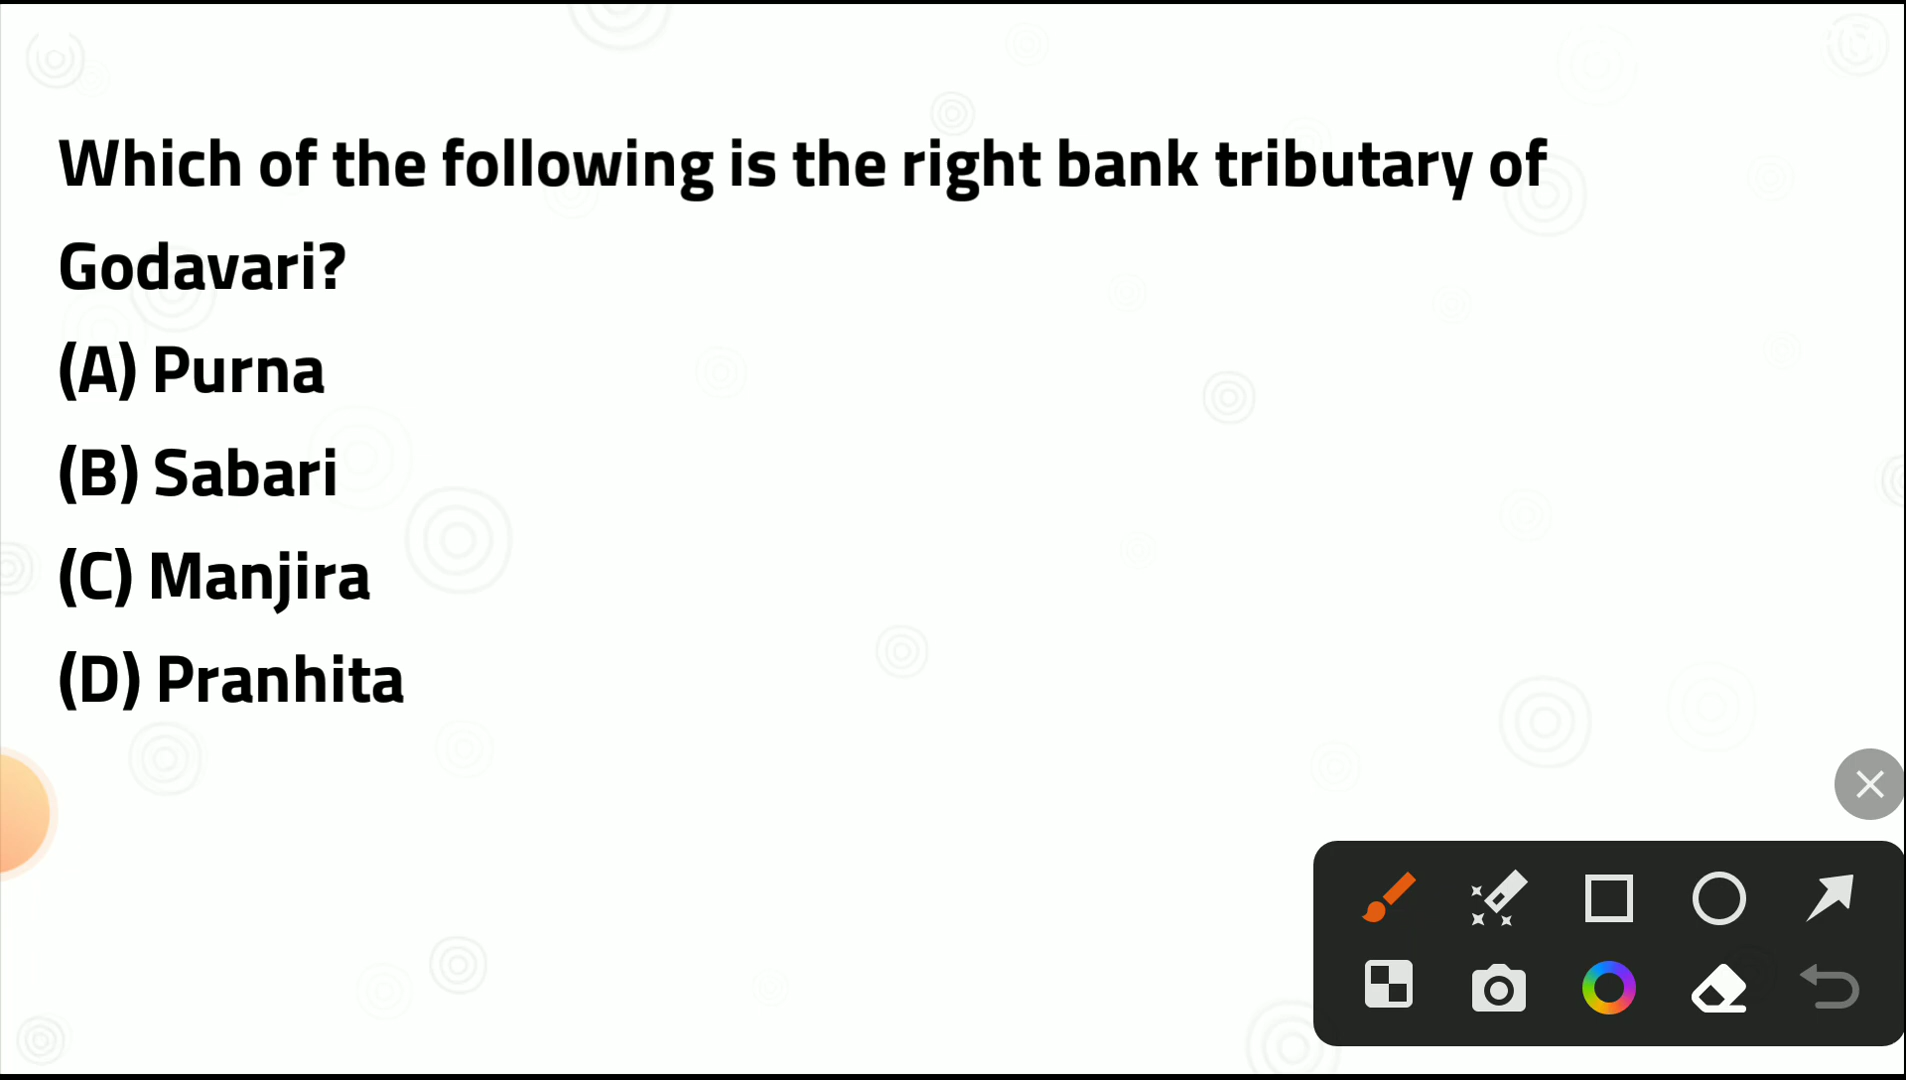 Which of the following is the right bank tributary of
Godavari?
(A) Purna
(B) Sabari
(C) Manjira
(D) Pranhita